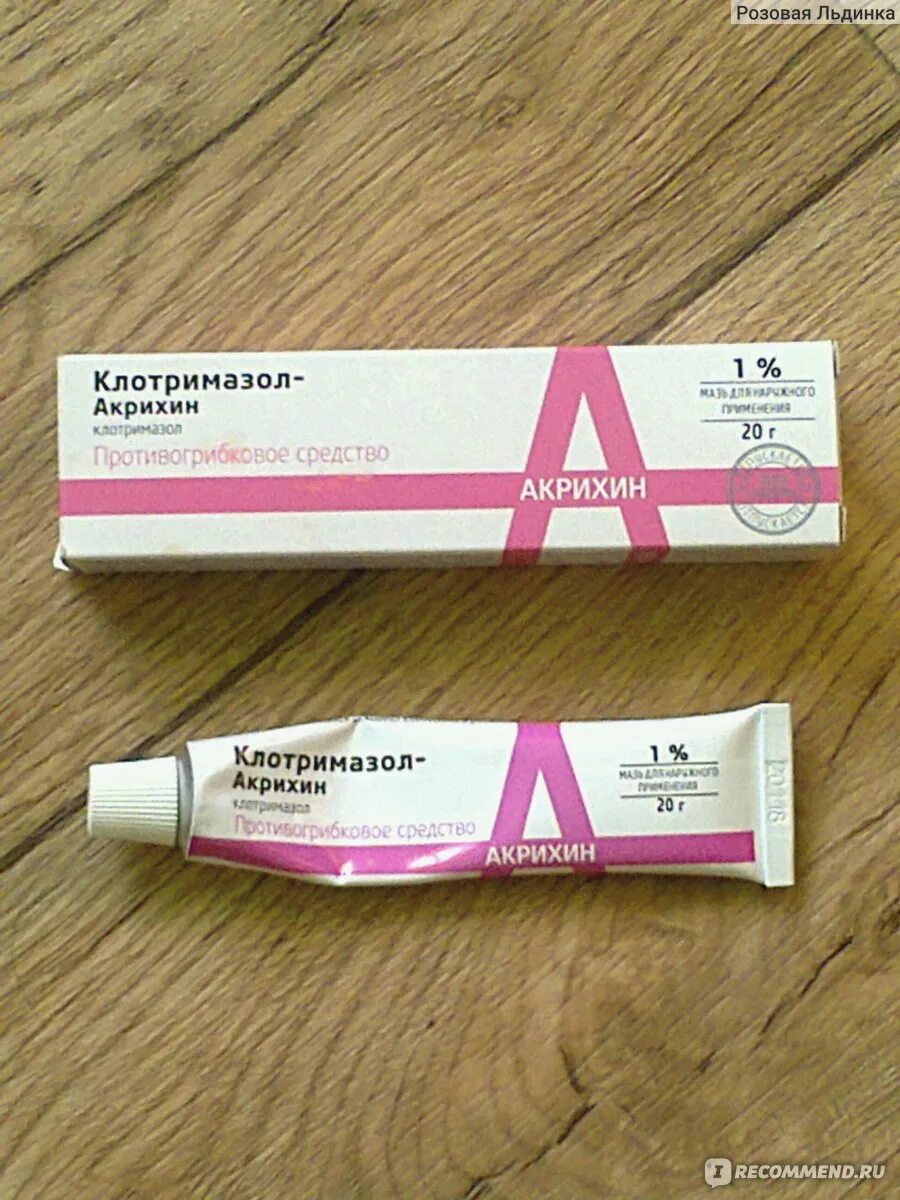 Розовая Льдинка
Клотримазол-
Акрихин
клотримазол
Противогрибковое средство
АКРИХИН
1 %
МАЗЬ ДЛЯ НАРУЖНОГО
ПРИМЕНЕНИЯ
20 г
Клотримазол-
Акрихин
клотримазол
Противогрибковое средство
АКРИХИН
1 %
МАЗЬ ДЛЯ НАРУЖНОГО
ПРИМЕНЕНИЯ
20 г
IRECOMMEND.RU